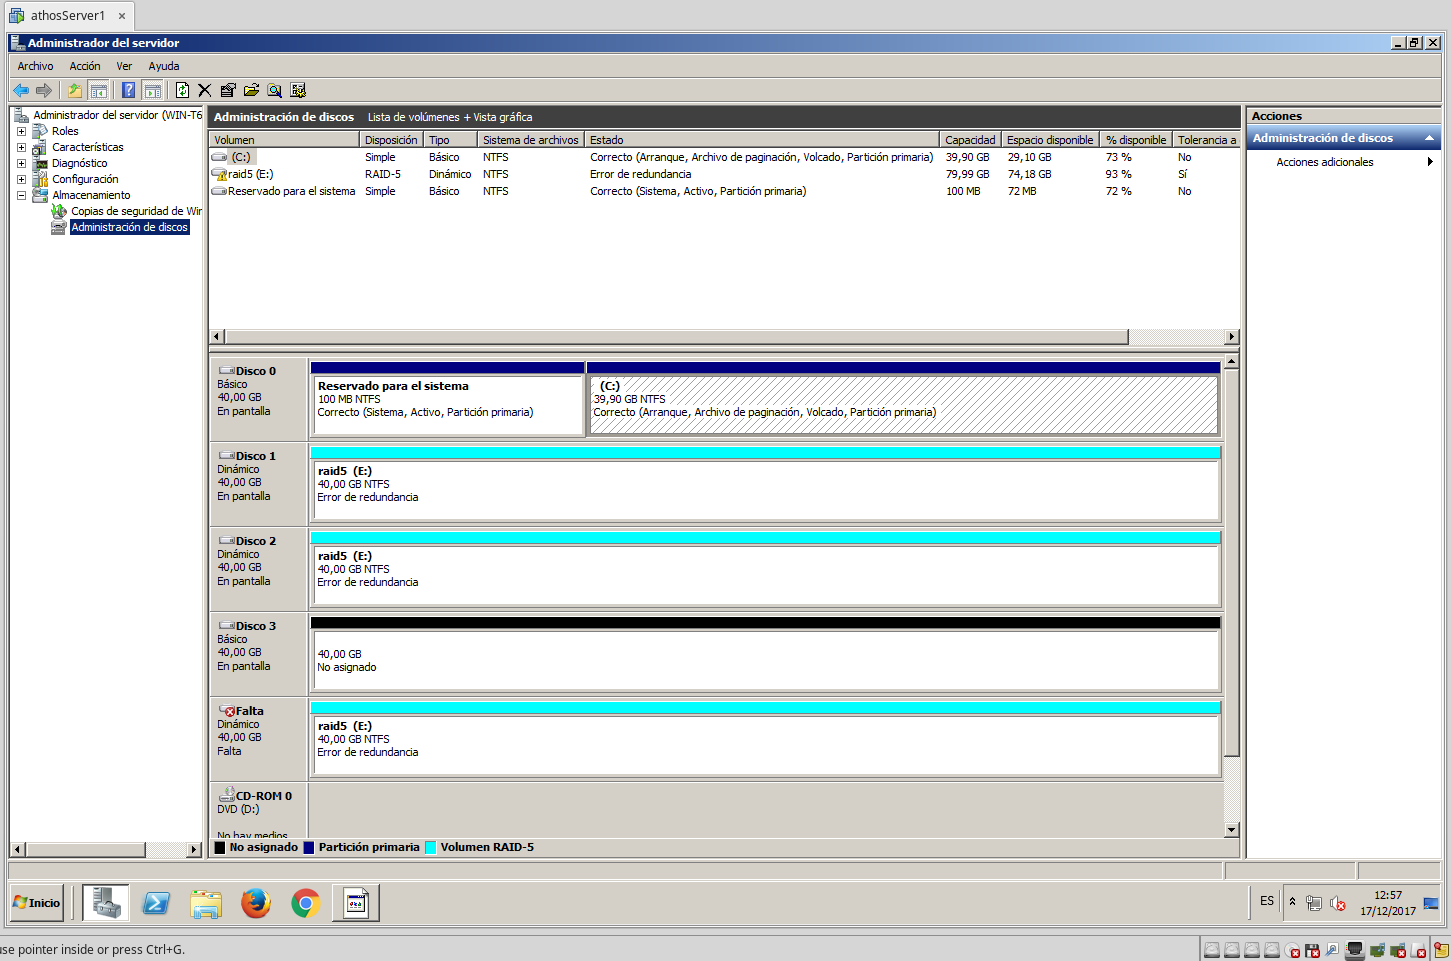 athosServer1 ×
Administrador del servidor
Archivo Acción Ver Ayuda
Administrador del servidor (WIN-T6
Roles
Características
Diagnóstico
Configuración
Almacenamiento
Copias de seguridad de Wir
Administración de discos
Administración de discos Lista de volúmenes + Vista gráfica
Volumen Disposición Tipo Sistema de archivos Estado Capacidad Espacio disponible % disponible Tolerancia a
(C:) Simple Básico NTFS Correcto (Arranque, Archivo de paginación, Volcado, Partición primaria) 39,90 GB 29,10 GB 73 % No
raid5 (E:) RAID-5 Dinámico NTFS Error de redundancia 79,99 GB 74,18 GB 93 % Sí
Reservado para el sistema Simple Básico NTFS Correcto (Sistema, Activo, Partición primaria) 100 MB 72 MB 72 % No
Disco 0
Básico
40,00 GB
En pantalla
Reservado para el sistema
100 MB NTFS
Correcto (Sistema, Activo, Partición primaria)
(C:)
39,90 GB NTFS
Correcto (Arranque, Archivo de paginación, Volcado, Partición primaria)
Disco 1
Dinámico
40,00 GB
En pantalla
raid5 (E:)
40,00 GB NTFS
Error de redundancia
Disco 2
Dinámico
40,00 GB
En pantalla
raid5 (E:)
40,00 GB NTFS
Error de redundancia
Disco 3
Básico
40,00 GB
En pantalla
40,00 GB
No asignado
Falta
Dinámico
40,00 GB
Falta
raid5 (E:)
40,00 GB NTFS
Error de redundancia
CD-ROM 0
DVD (D:)
No hay medios
No asignado Partición primaria Volumen RAID-5
Acciones
Administración de discos
Acciones adicionales
Inicio
ES
12:57
17/12/2017
use pointer inside or press Ctrl+G.